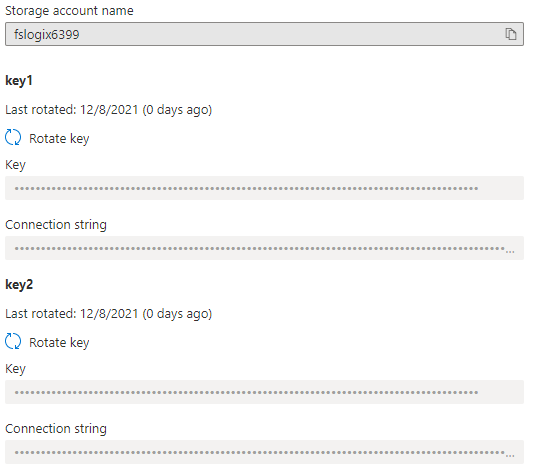 Storage account name
fslogix6399
key1
Last rotated: 12/8/2021 (0 days ago)
Rotate key
Key
Connection string
...
key2
Last rotated: 12/8/2021 (0 days ago)
Rotate key
Key
Connection string
...